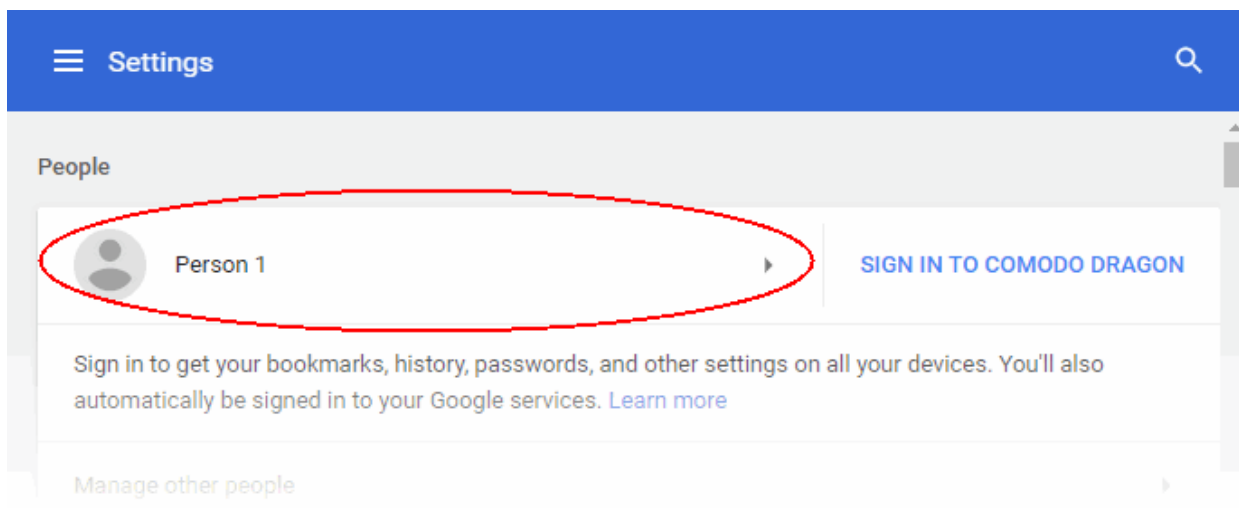 Settings
People
Person 1
SIGN IN TO COMODO DRAGON
Sign in to get your bookmarks, history, passwords, and other settings on all your devices. You'll also
automatically be signed in to your Google services. Learn more
Manage other people